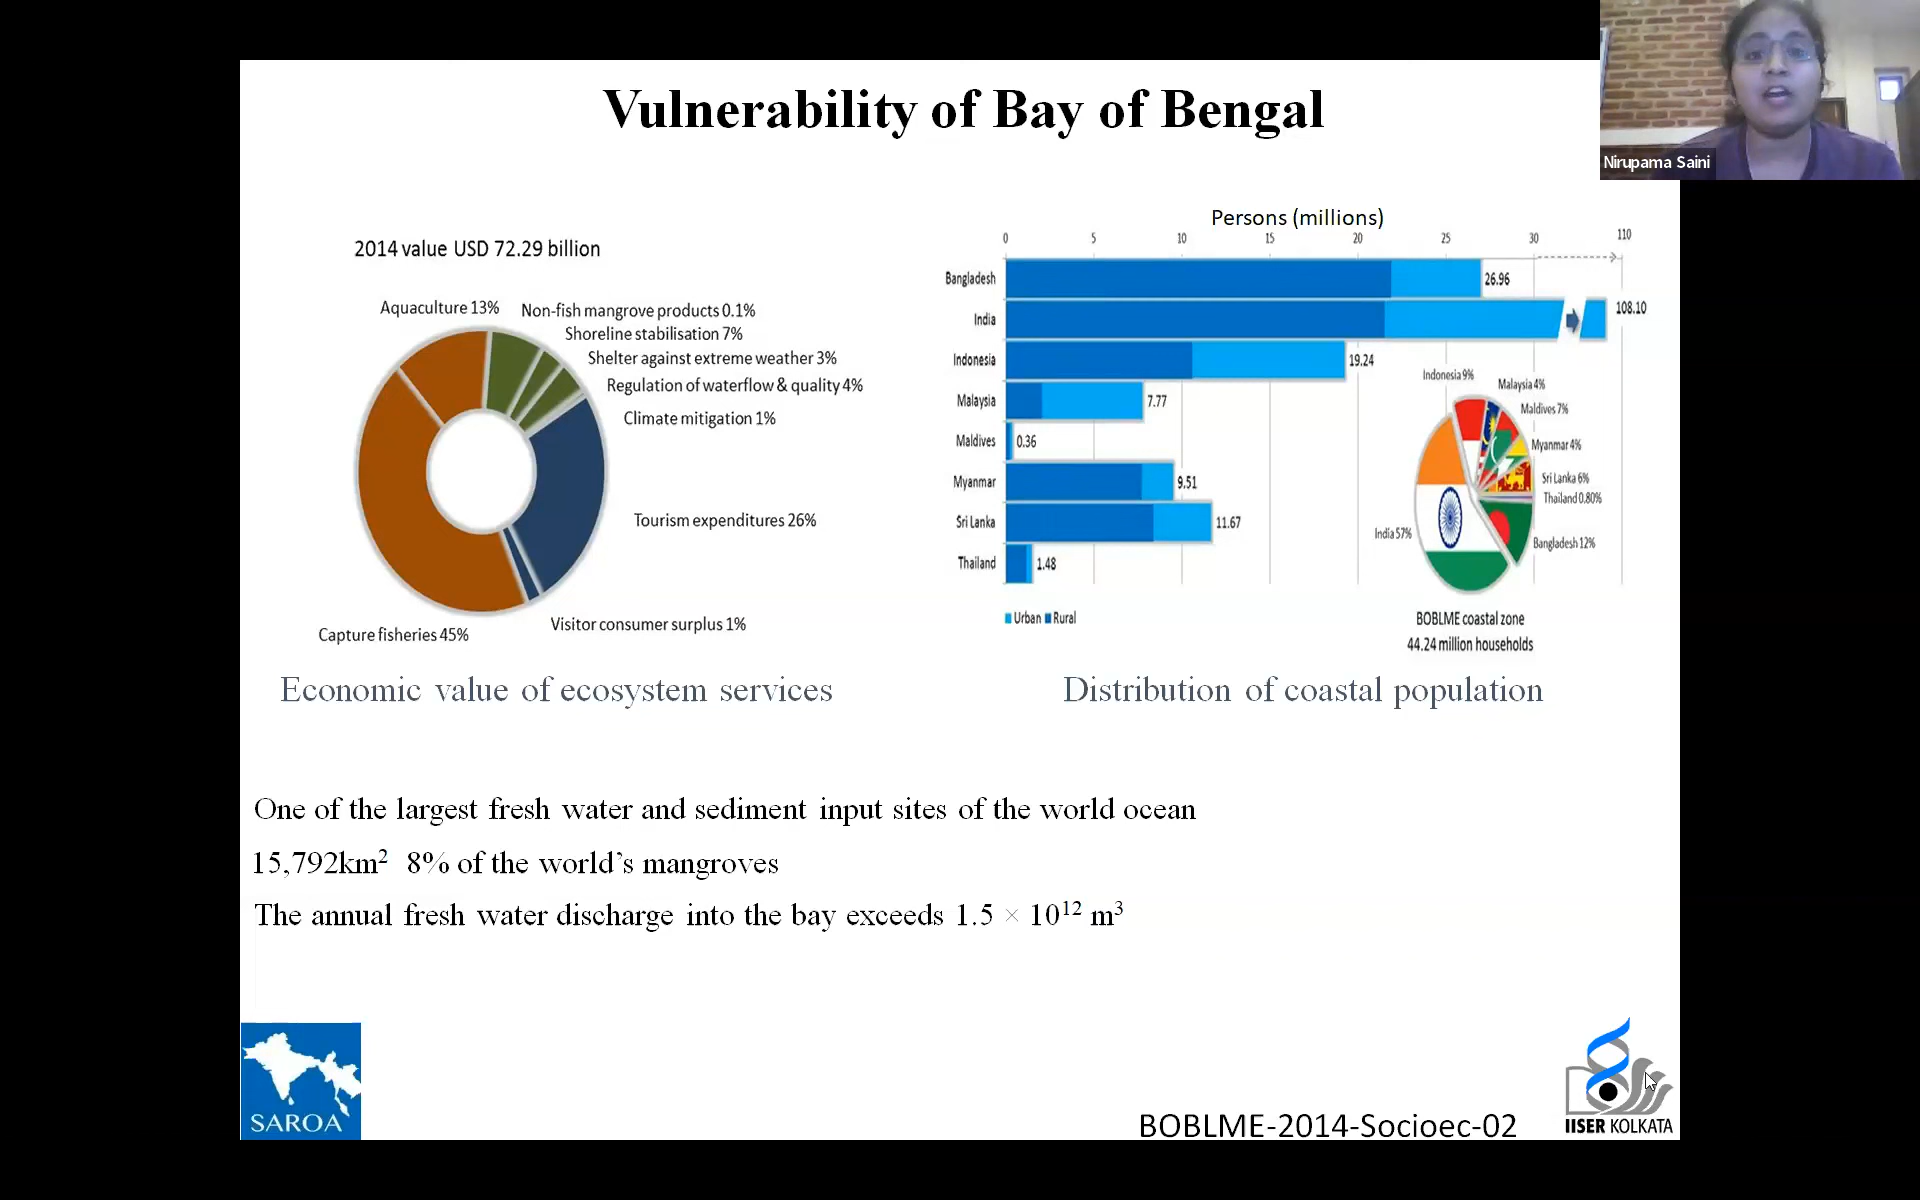 Vulnerability of Bay of Bengal
Nirupama Saini
2014 value USD 72.29 billion
Aquaculture 13%
Non-fish mangrove products 0.1%
Shoreline stabilisation 7%
Shelter against extreme weather 3%
Regulation of waterflow & quality 4%
Climate mitigation 1%
Tourism expenditures 26%
Visitor consumer surplus 1%
Capture fisheries 45%
Economic value of ecosystem services
Persons (millions)
0 5 10 15 20 25 30 110
Bangladesh 26.96
India 108.10
Indonesia 19.24
Malaysia 7.77
Maldives 0.36
Myanmar 9.51
Sri Lanka 11.67
Thailand 1.48
Urban Rural
Indonesia 9%
Malaysia 4%
Maldives 7%
Myanmar 4%
Sri Lanka 6%
Thailand 0.80%
India 57%
Bangladesh 12%
BOBLME coastal zone
44.24 million households
Distribution of coastal population
One of the largest fresh water and sediment input sites of the world ocean
15,792km² 8% of the world's mangroves
The annual fresh water discharge into the bay exceeds 1.5 × 10¹² m³
SAROA
BOBLME-2014-Socioec-02
IISER KOLKATA